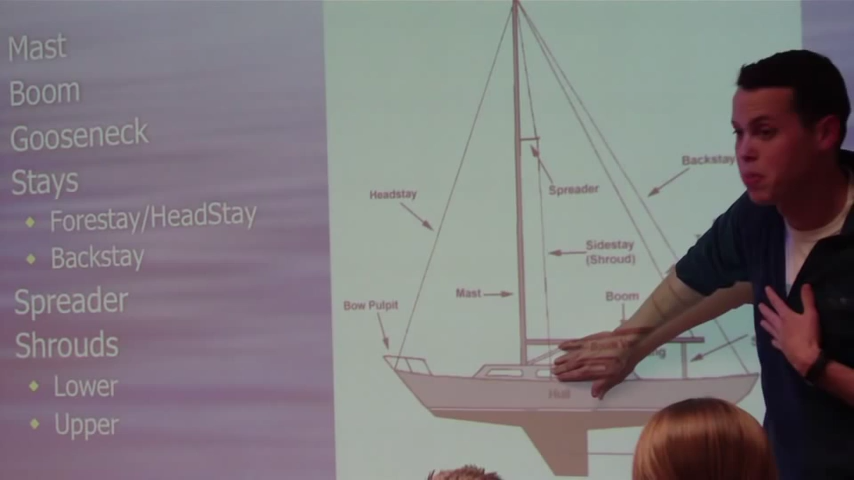 Mast
Boom
Gooseneck
Stays
Forestay/HeadStay
Backstay
Spreader
Shrouds
Lower
Upper
Backstay
Spreader
Headstay
Sidestay
(Shroud)
Mast
Boom
Bow Pulpit
Hull